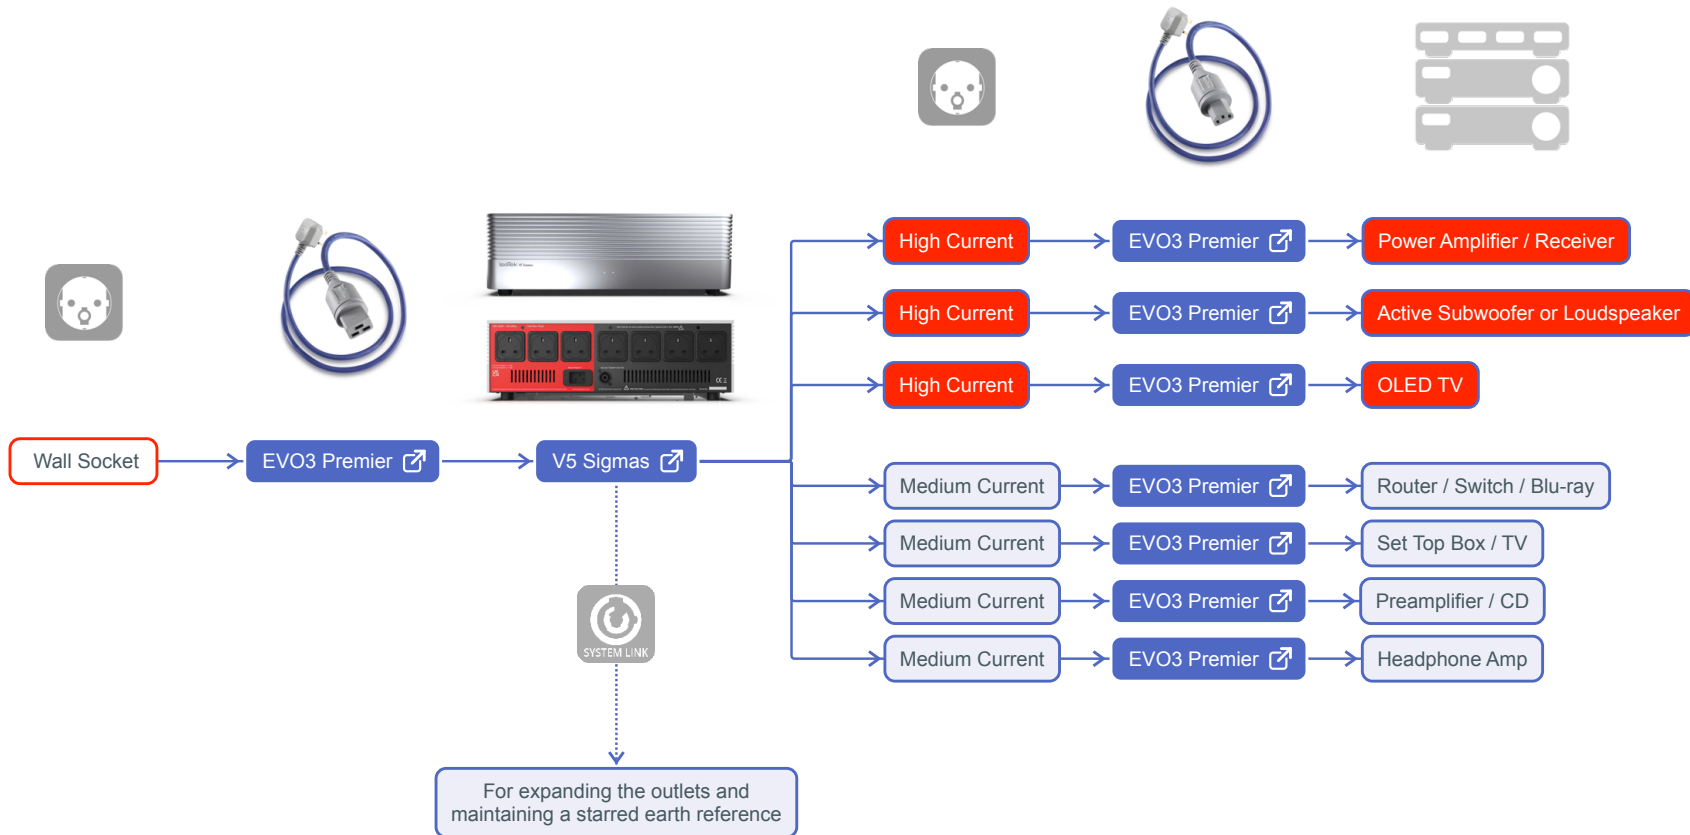 High Current
EVO3 Premier
Power Amplifier / Receiver
High Current
EVO3 Premier
Active Subwoofer or Loudspeaker
High Current
EVO3 Premier
OLED TV
Wall Socket
EVO3 Premier
V5 Sigmas
Medium Current
EVO3 Premier
Router / Switch / Blu-ray
Medium Current
EVO3 Premier
Set Top Box / TV
Medium Current
EVO3 Premier
Preamplifier / CD
Medium Current
EVO3 Premier
Headphone Amp
SYSTEM LINK
For expanding the outlets and
maintaining a starred earth reference